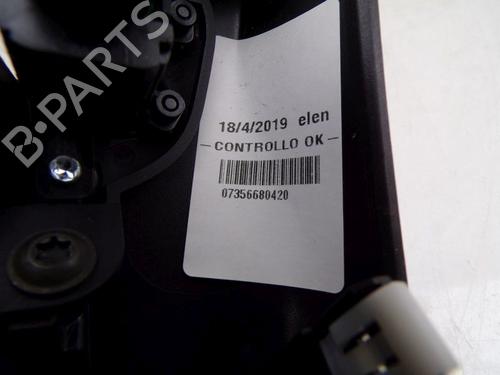 B-PARTS
18/4/2019 elen
-CONTROLLO OK-
07356680420